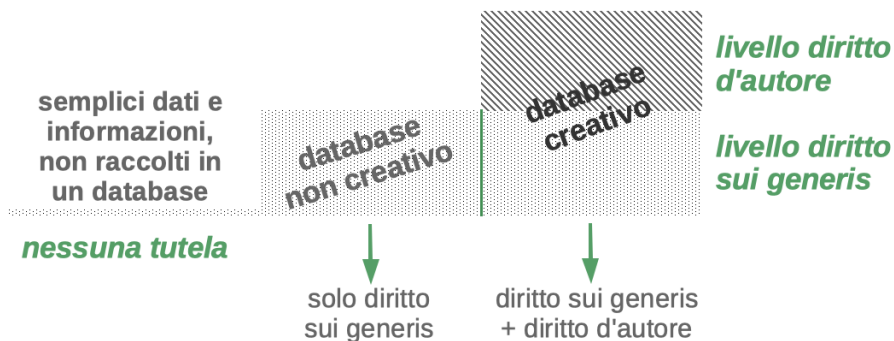 semplici dati e
informazioni,
non raccolti in
un database
nessuna tutela
database
non creativo
database
creativo
livello diritto
d'autore
livello diritto
sui generis
solo diritto
sui generis
diritto sui generis
+ diritto d'autore